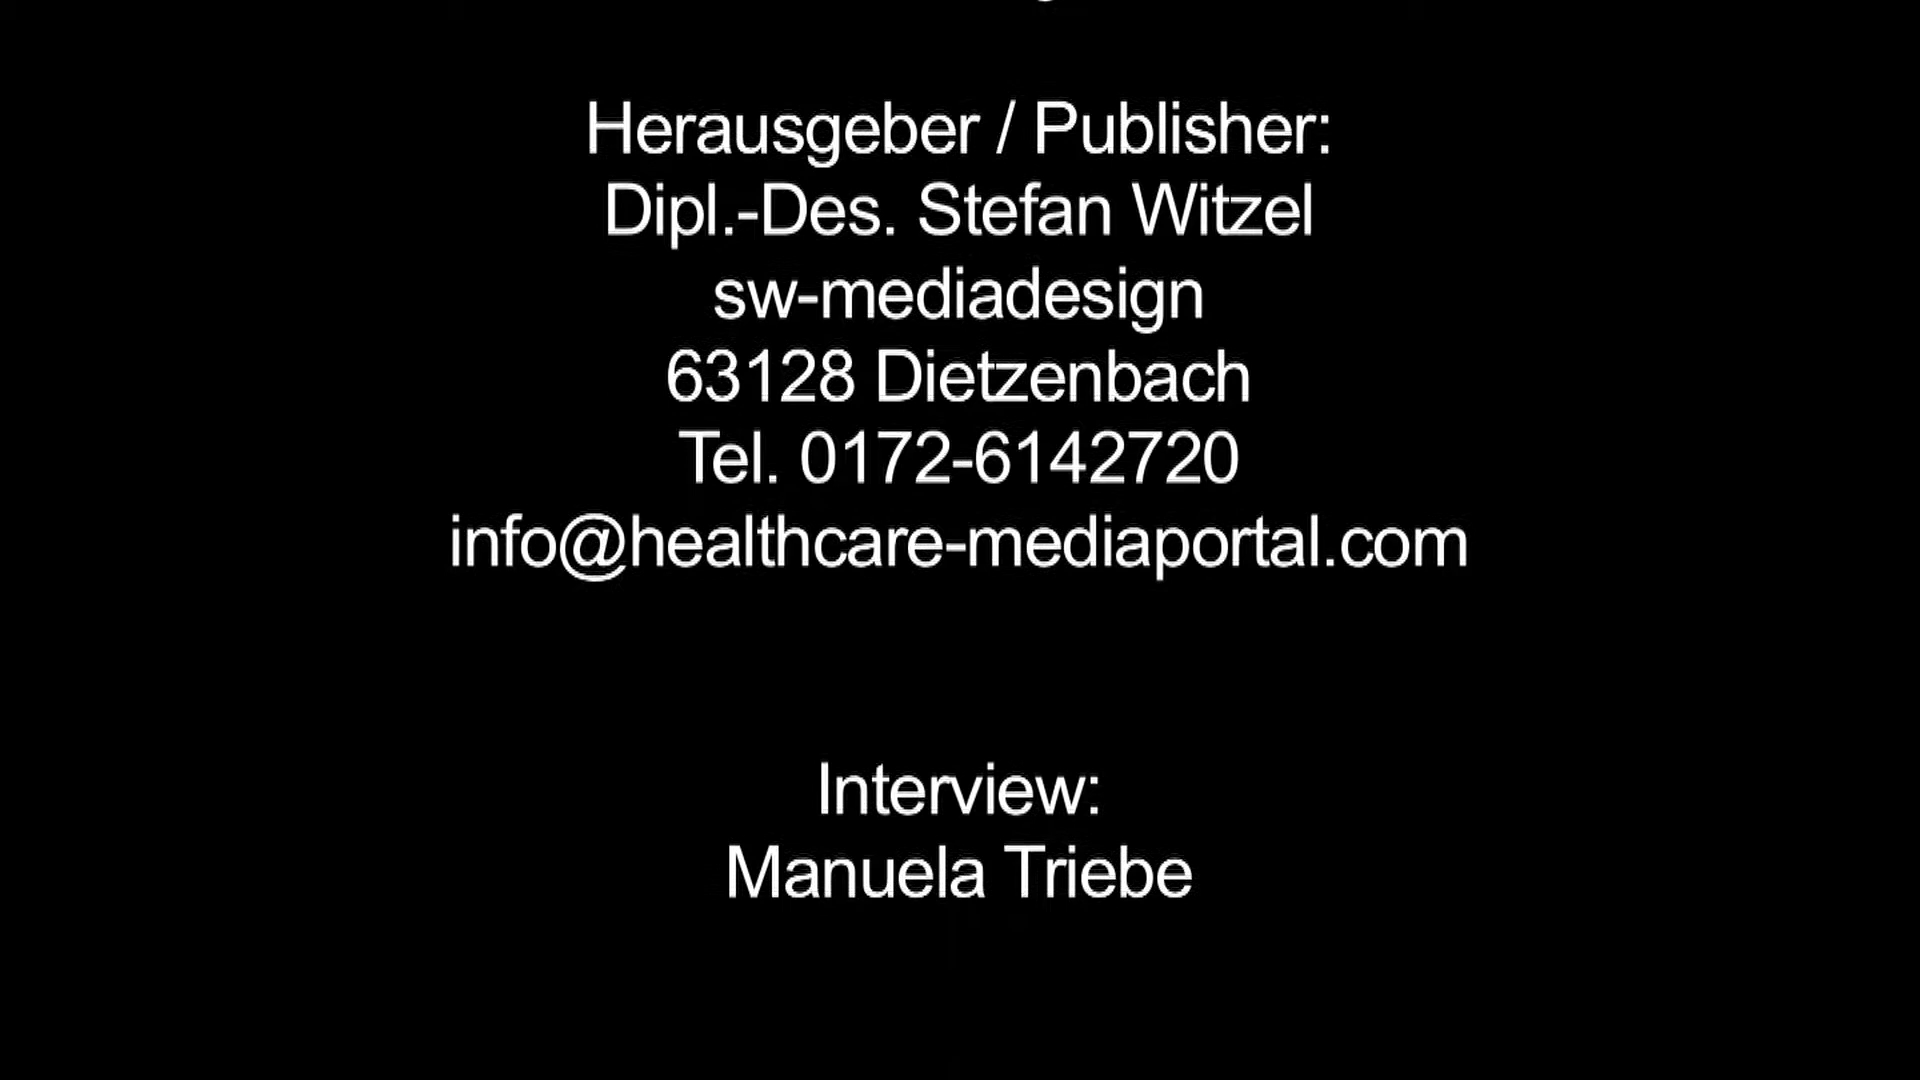 Herausgeber / Publisher:
Dipl.-Des. Stefan Witzel
sw-mediadesign
63128 Dietzenbach
Tel. 0172-6142720
info@healthcare-mediaportal.com
Interview:
Manuela Triebe